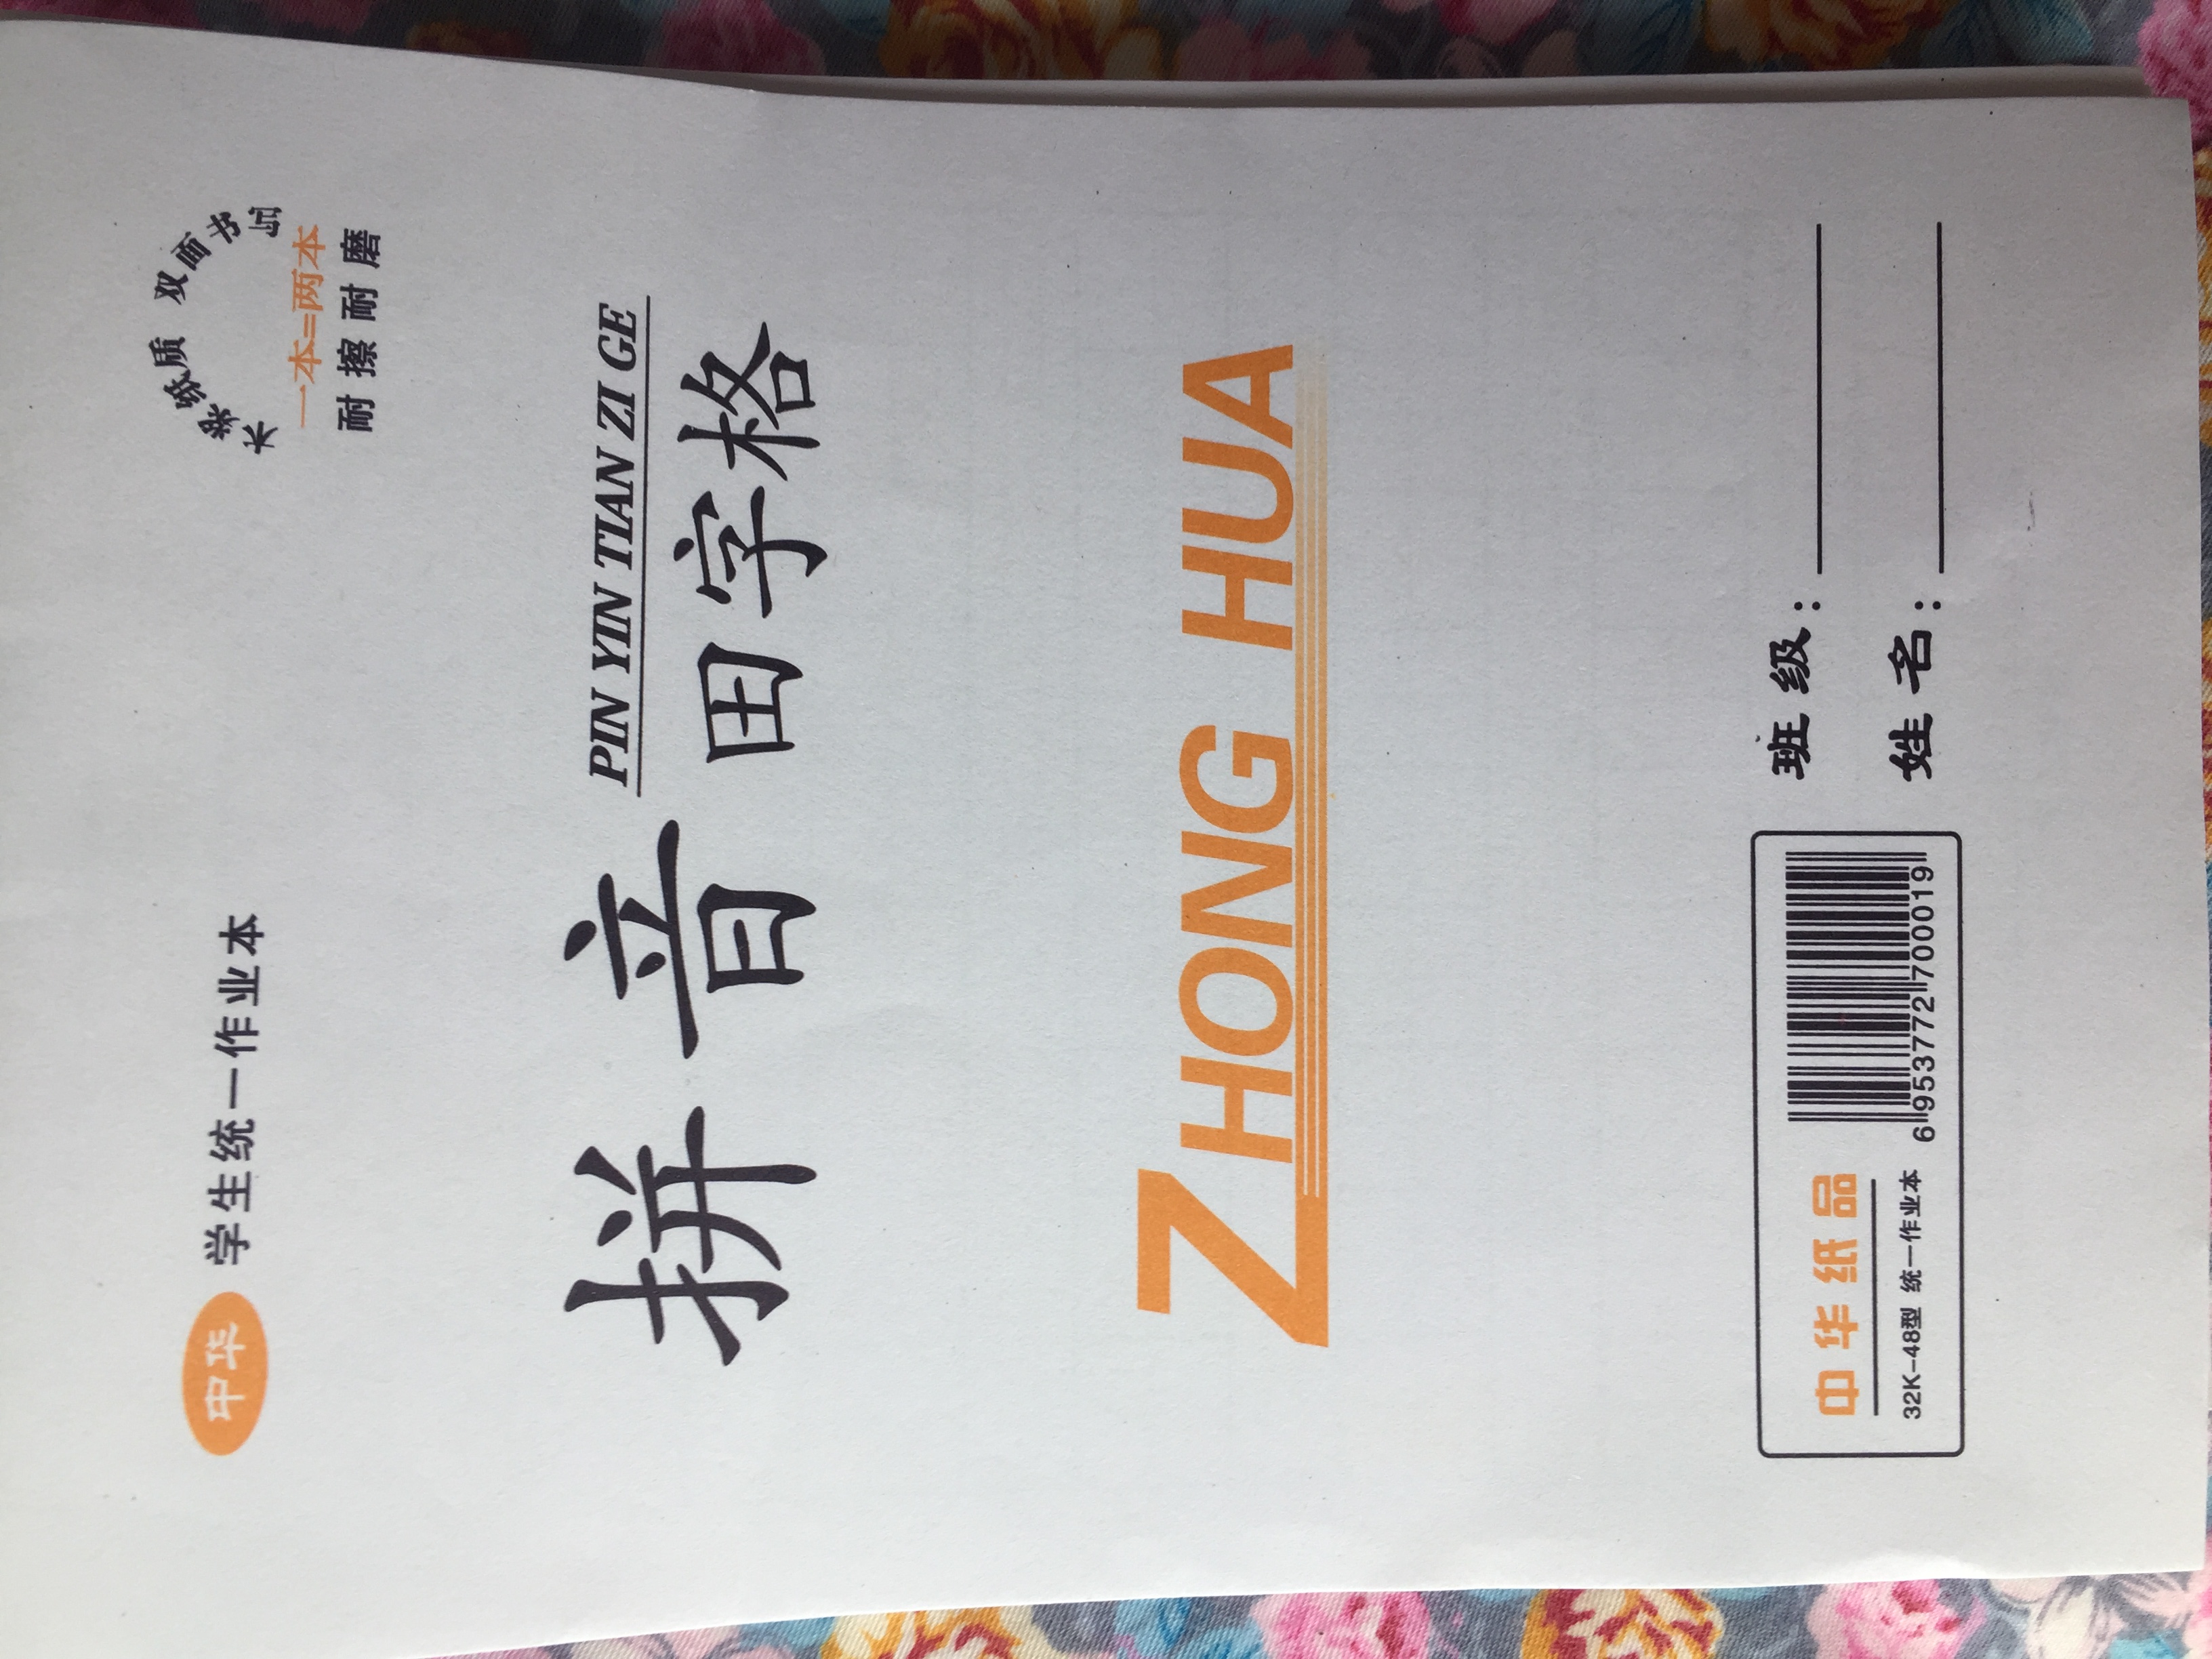 中华 学生统一作业本
质 双面书写
一本=两本
耐擦耐磨
PIN YIN TIAN ZI GE
拼音田字格
ZHONG HUA
中华纸品
32K-48型 统一作业本
6 953772 700019
班级：
姓名：